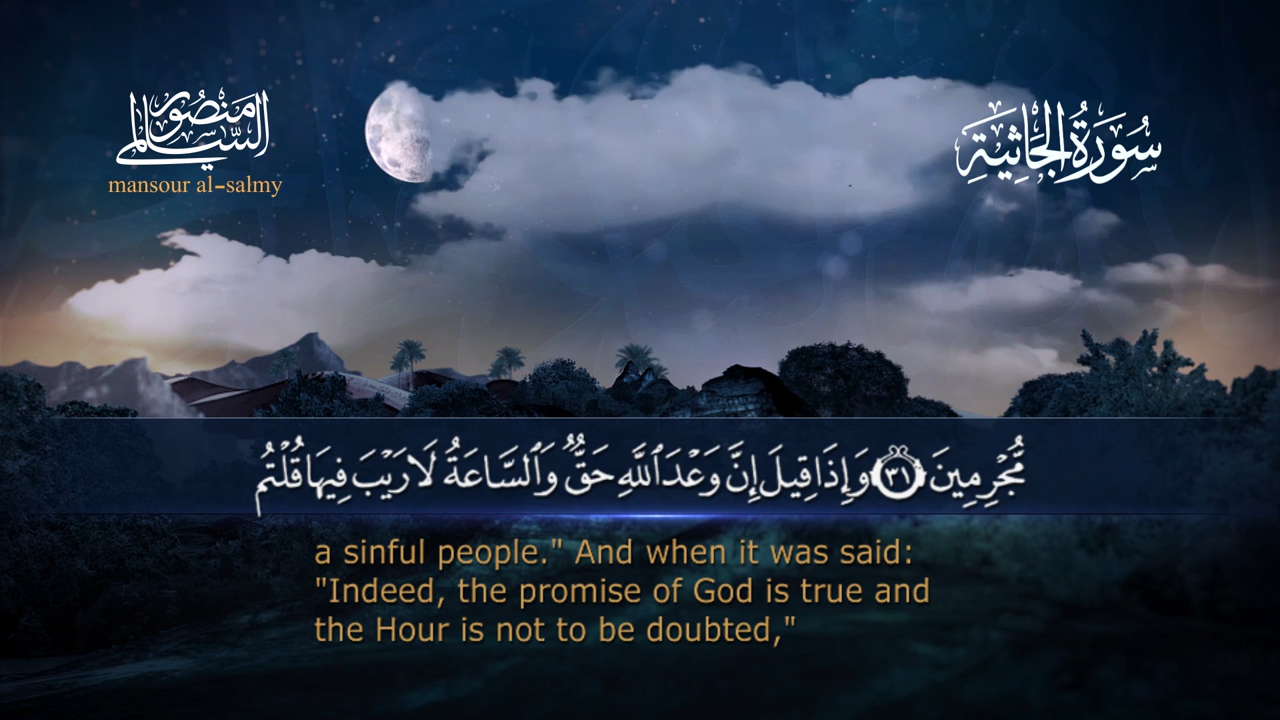 منصور السالمي
mansour al-salmy
سُورَةُ الجَاثِيَةِ
مُّجْرِمِينَ ٣١ وَإِذَا قِيلَ إِنَّ وَعْدَ ٱللَّهِ حَقٌّ وَٱلسَّاعَةُ لَا رَيْبَ فِيهَا قُلْتُم
a sinful people." And when it was said:
"Indeed, the promise of God is true and
the Hour is not to be doubted,"